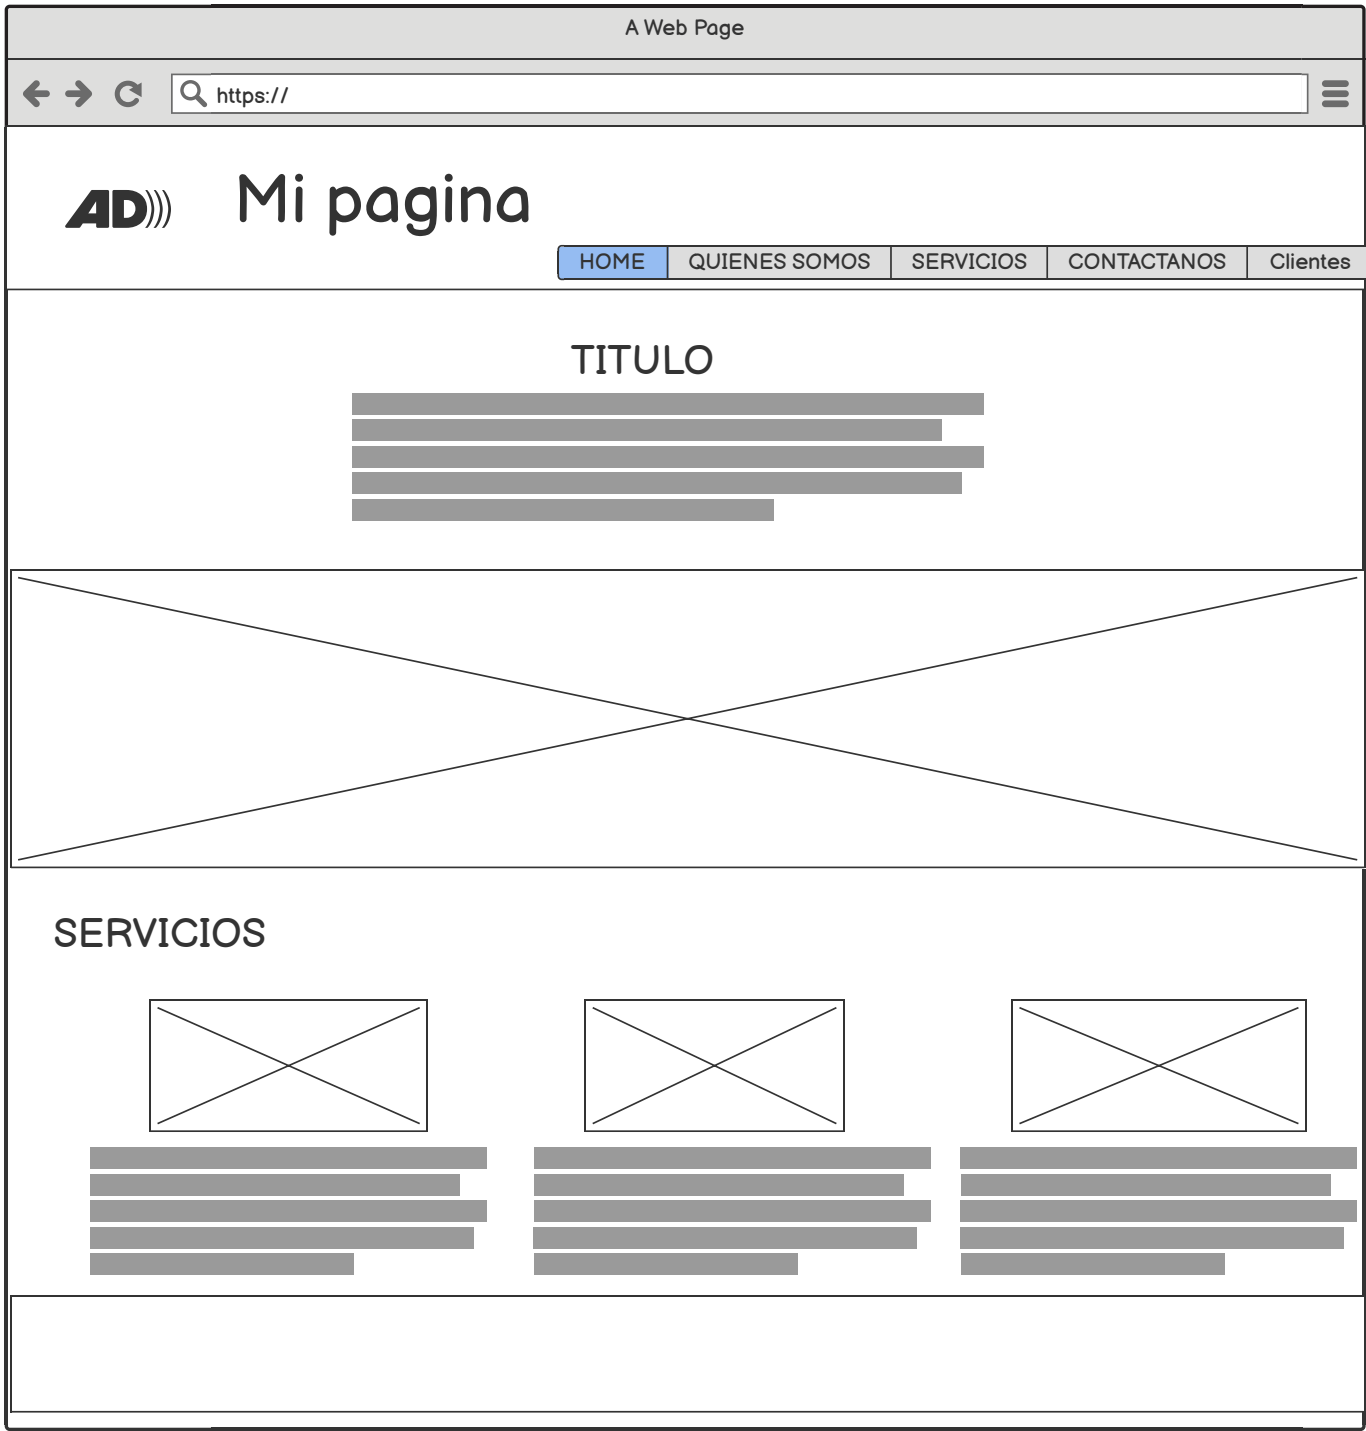 A Web Page
https://
AD
Mi pagina
HOME QUIENES SOMOS SERVICIOS CONTACTANOS Clientes
TITULO
SERVICIOS